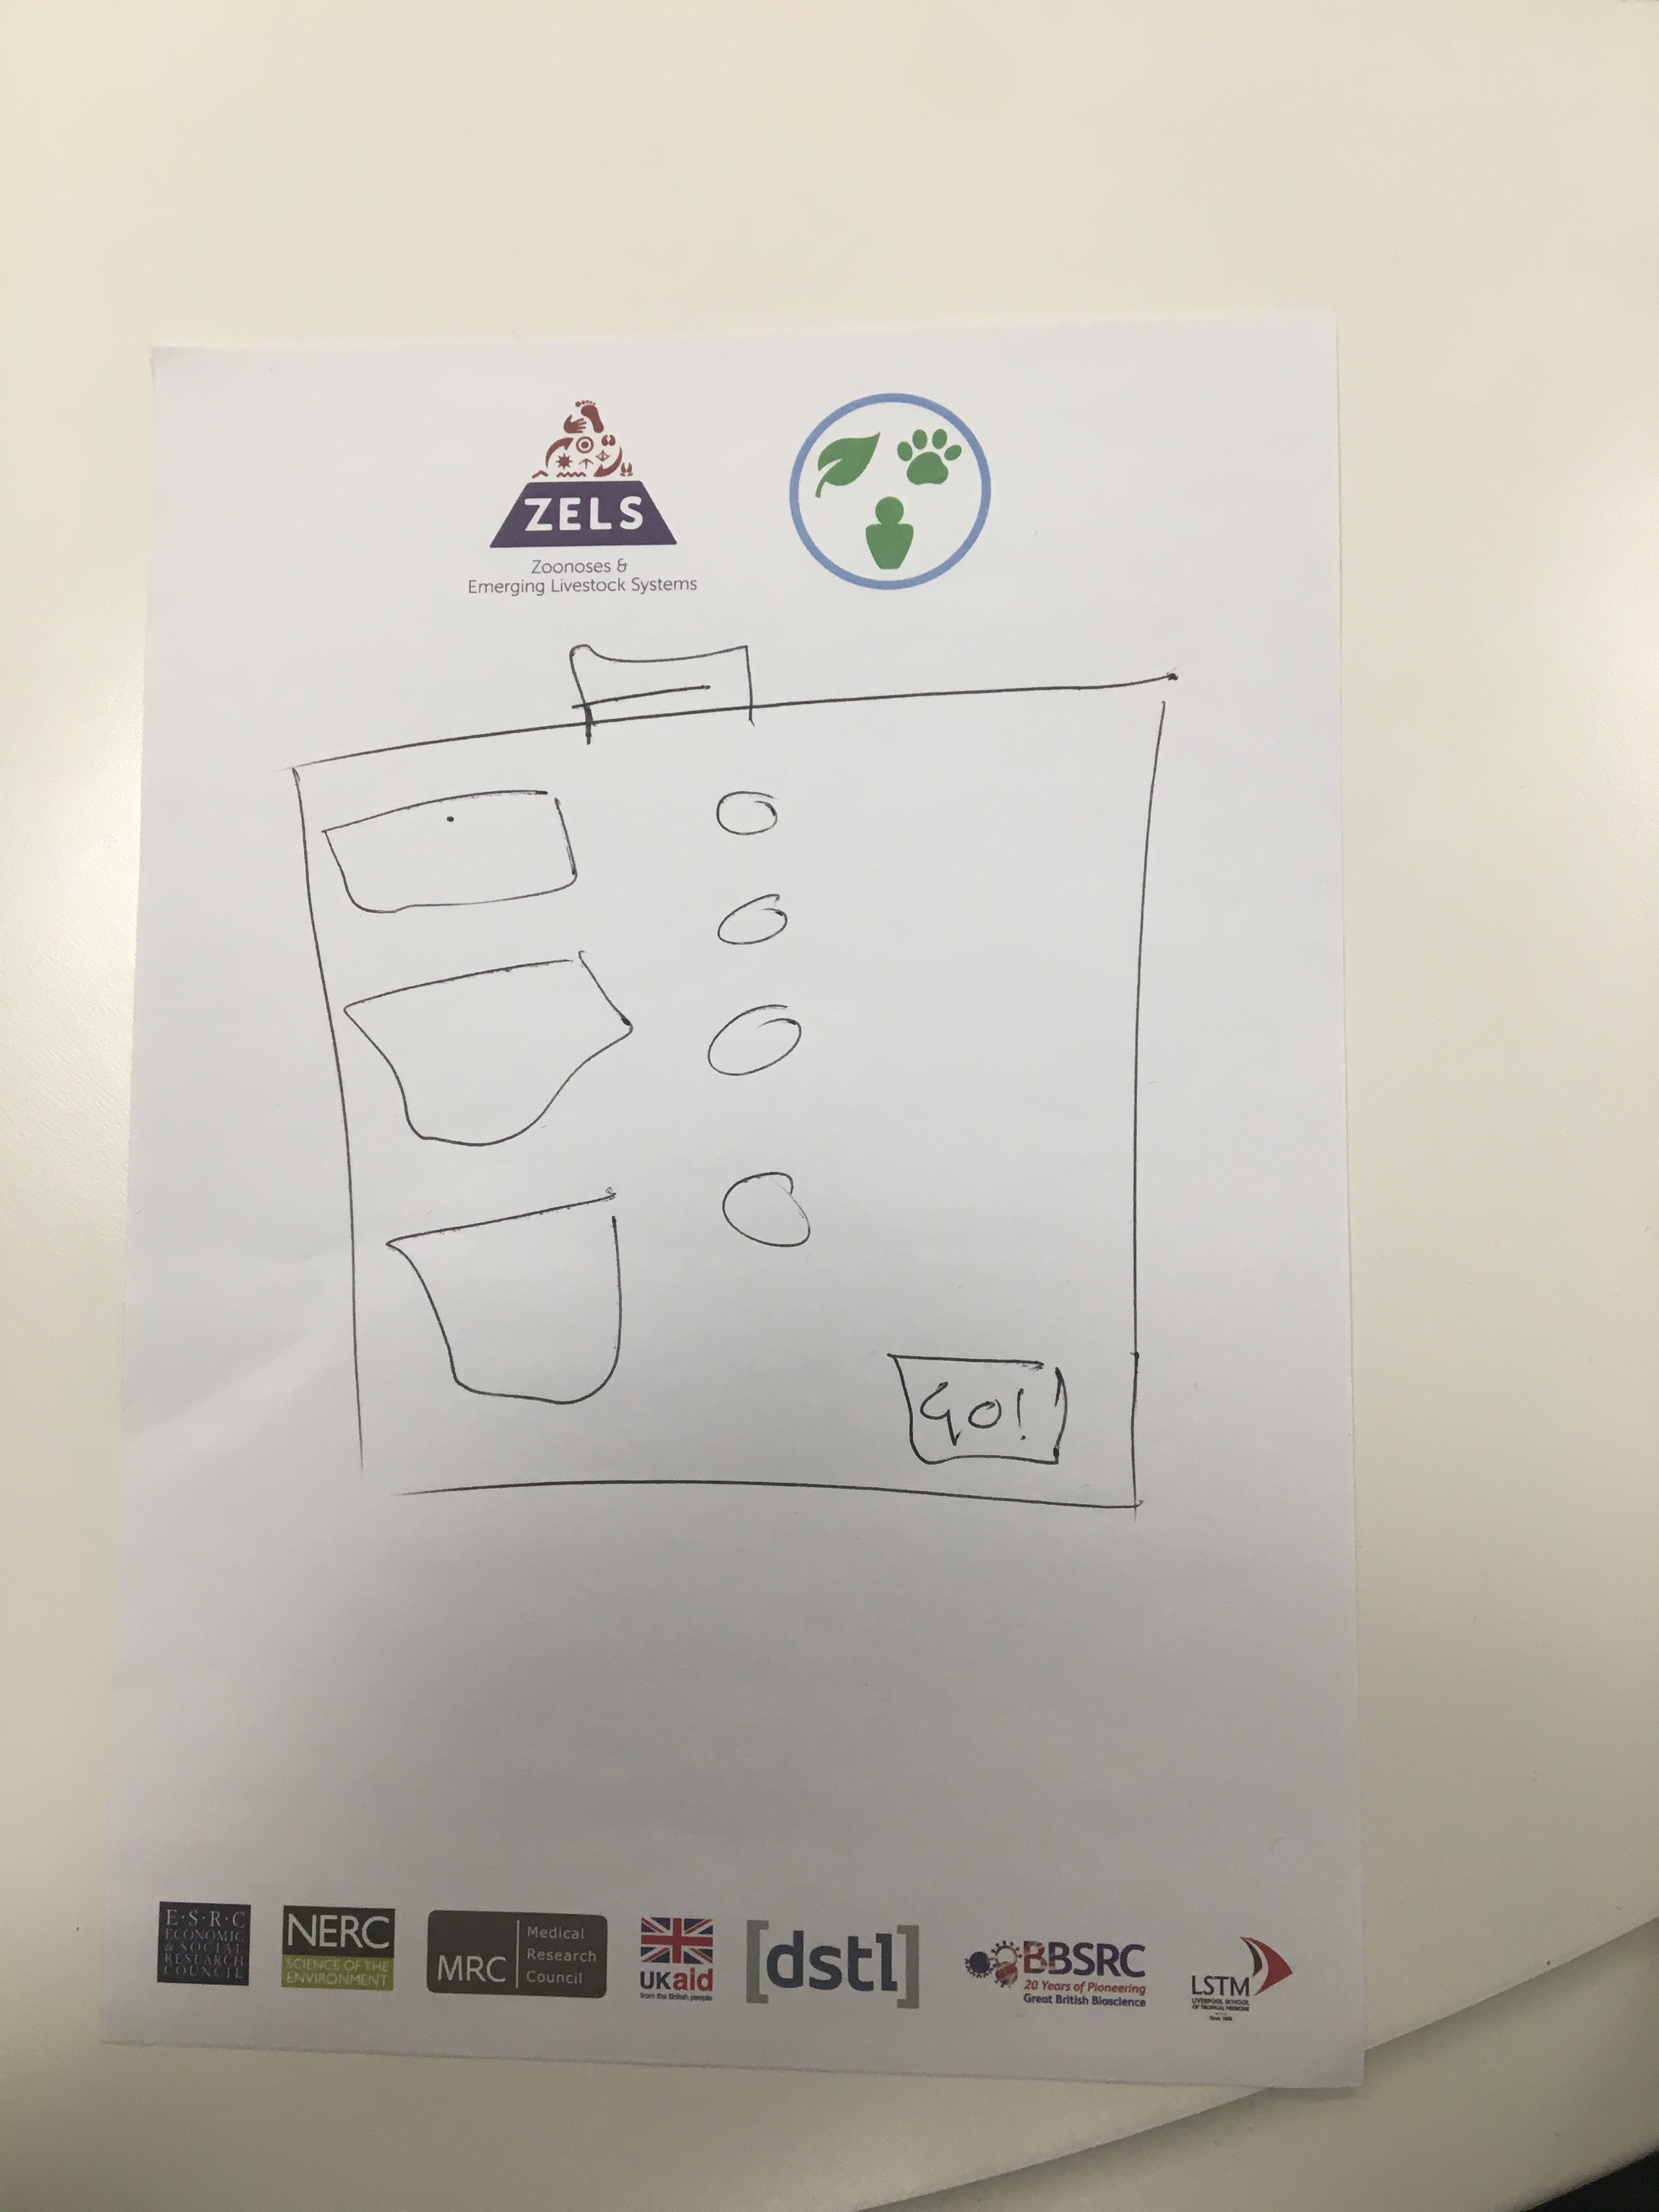 ZELS
Zoonoses &
Emerging Livestock Systems
GO!
E·S·R·C
ECONOMIC
& SOCIAL
RESEARCH
COUNCIL
NERC
SCIENCE OF THE
ENVIRONMENT
MRC
Medical
Research
Council
UKaid
from the British people
[dstl]
BBSRC
20 Years of Pioneering
Great British Bioscience
LSTM
LIVERPOOL SCHOOL
OF TROPICAL MEDICINE
Since 1898